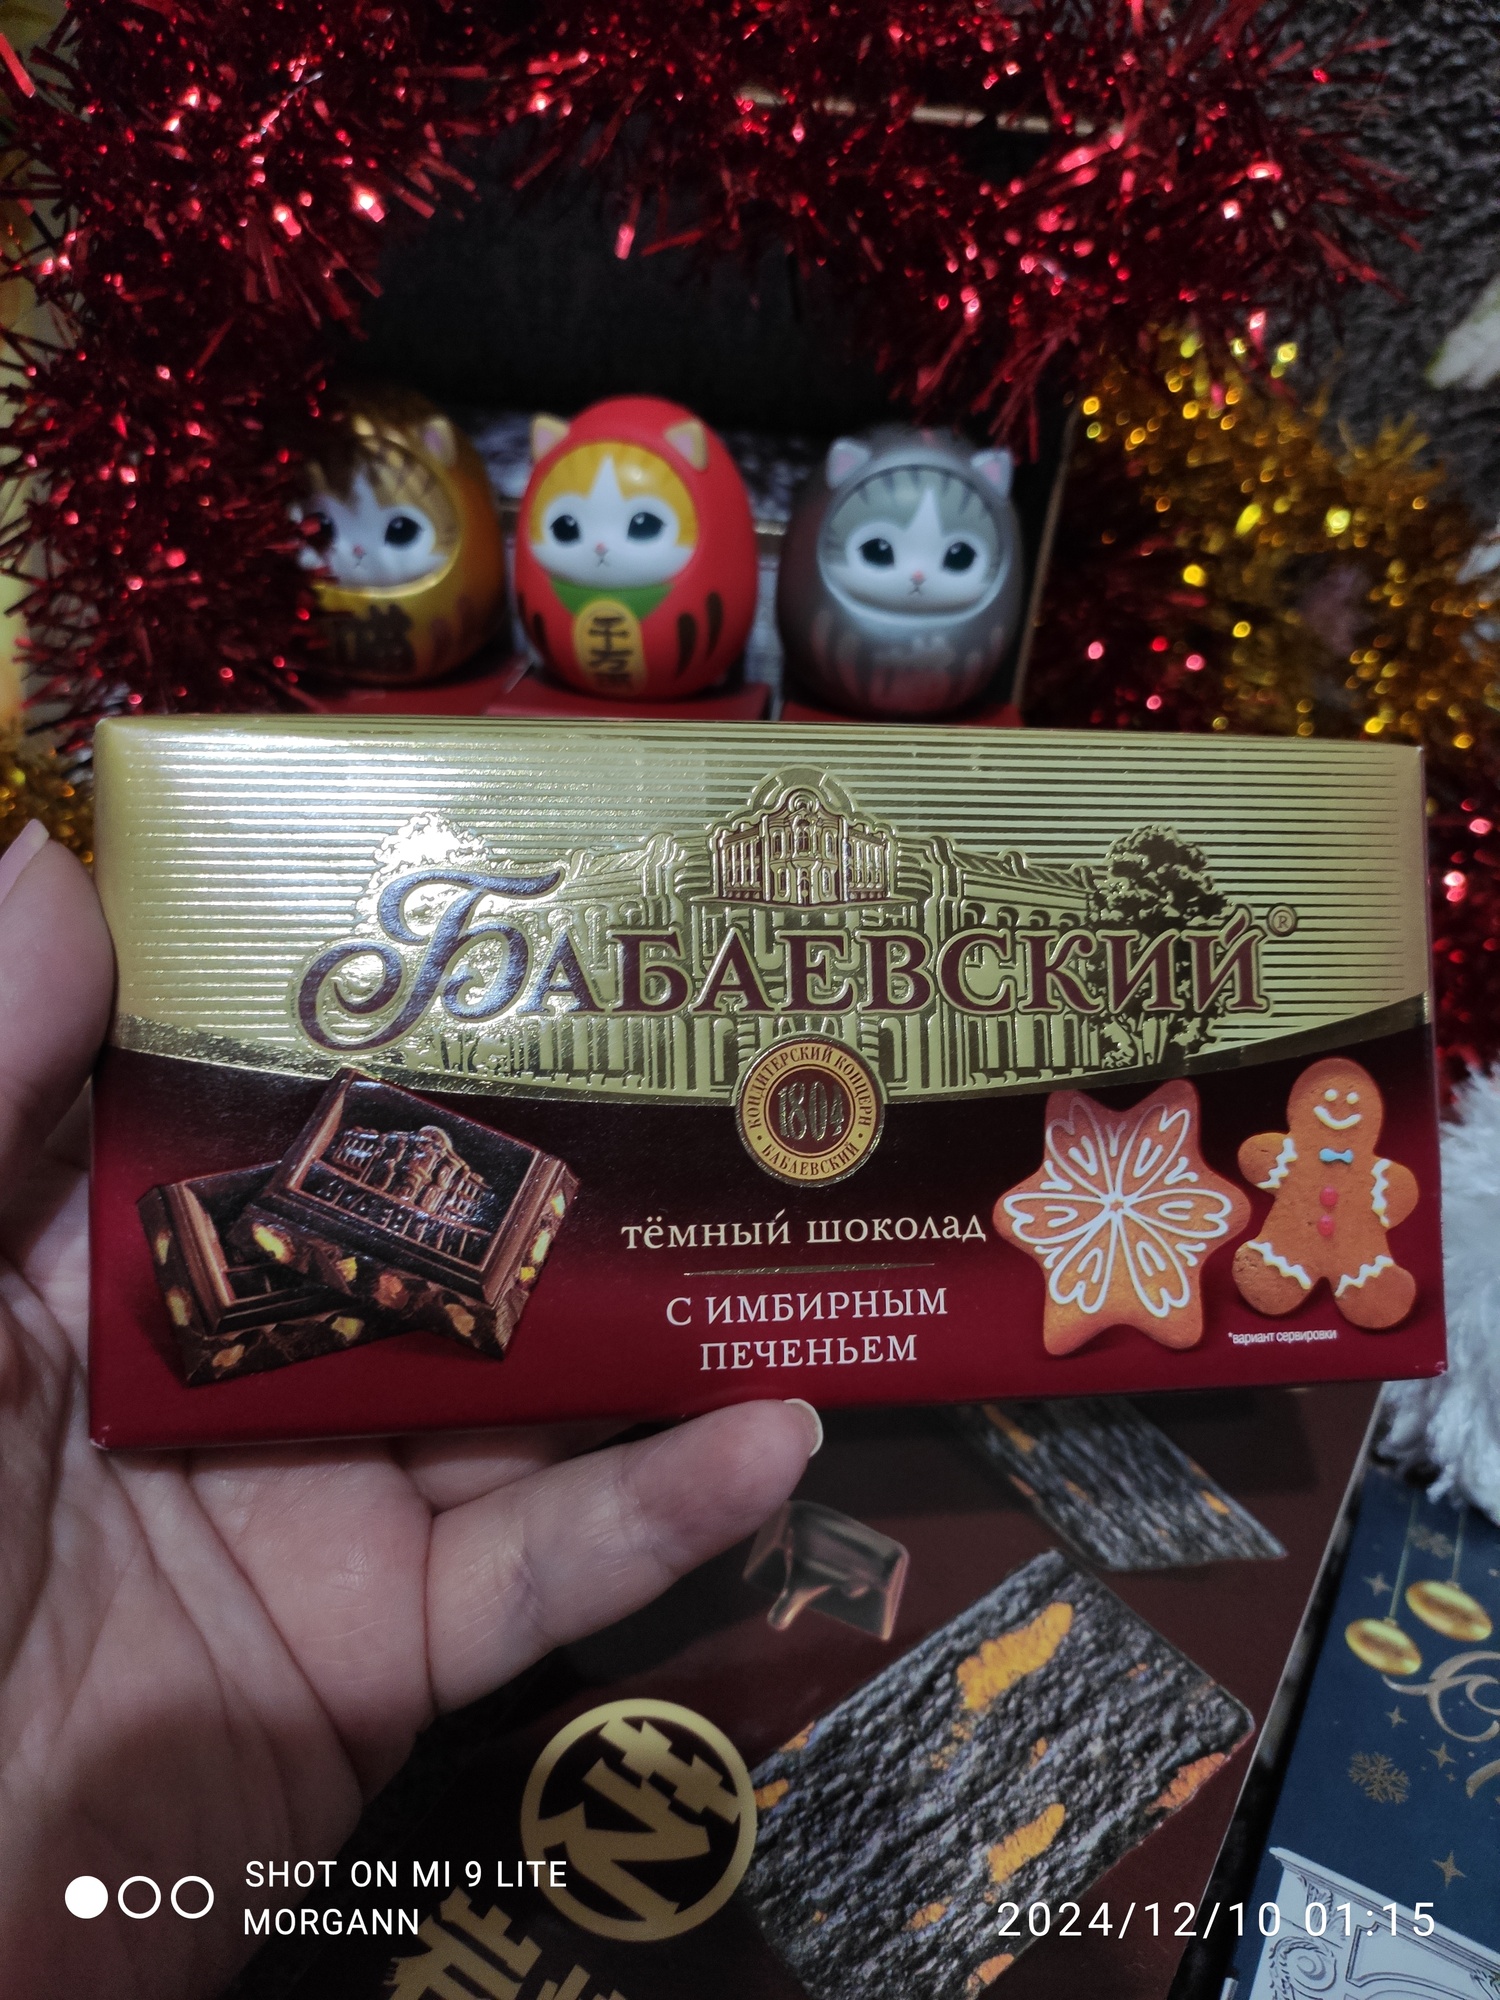 БАБАЕВСКИЙ®
КОНДИТЕРСКИЙ КОНЦЕРН
1804
• БАБАЕВСКИЙ •
тёмный шоколад
С ИМБИРНЫМ
ПЕЧЕНЬЕМ
*вариант сервировки
SHOT ON MI 9 LITE
MORGANN
2024/12/10 01:15